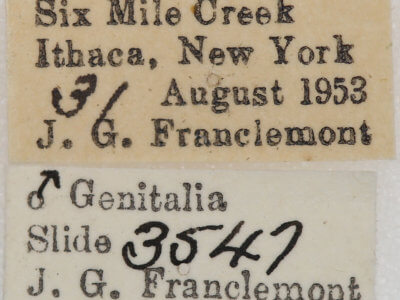 Six Mile Creek
Ithaca, New York
31 August 1953
J. G. Franclemont
♂ Genitalia
Slide 3547
J. G. Franclemont